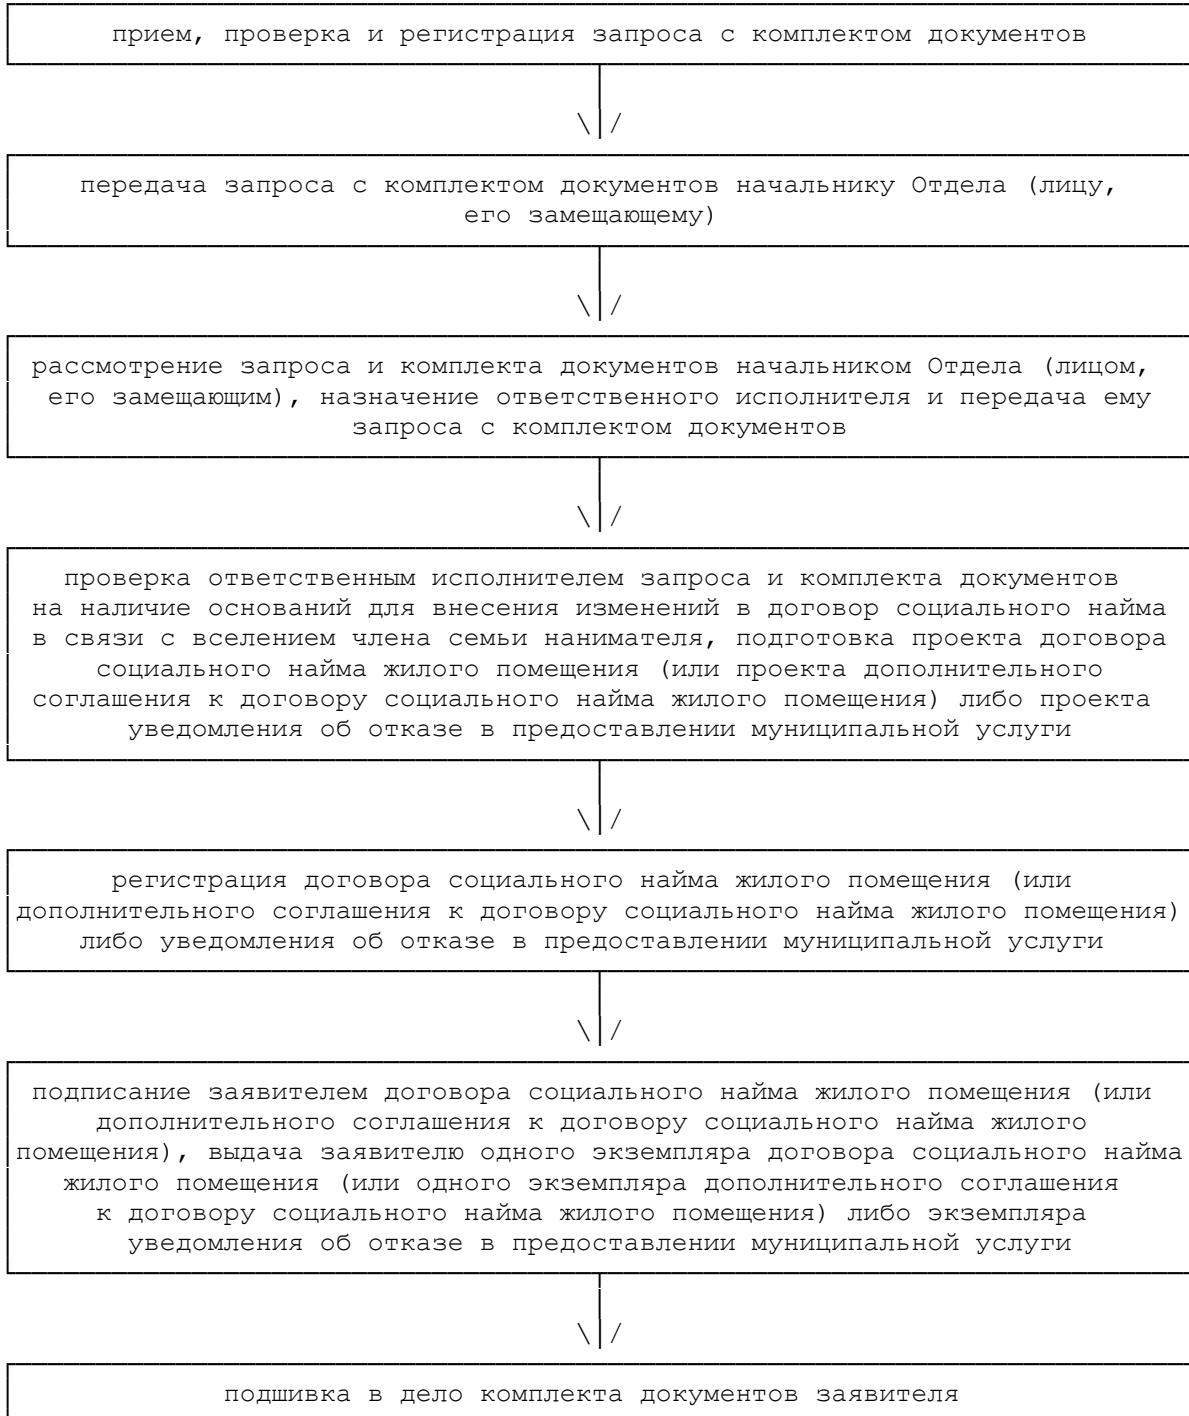 прием, проверка и регистрация запроса с комплектом документов
\|/
передача запроса с комплектом документов начальнику Отдела (лицу,
его замещающему)
\|/
рассмотрение запроса и комплекта документов начальником Отдела (лицом,
его замещающим), назначение ответственного исполнителя и передача ему
запроса с комплектом документов
\|/
проверка ответственным исполнителем запроса и комплекта документов
на наличие оснований для внесения изменений в договор социального найма
в связи с вселением члена семьи нанимателя, подготовка проекта договора
социального найма жилого помещения (или проекта дополнительного
соглашения к договору социального найма жилого помещения) либо проекта
уведомления об отказе в предоставлении муниципальной услуги
\|/
регистрация договора социального найма жилого помещения (или
дополнительного соглашения к договору социального найма жилого помещения)
либо уведомления об отказе в предоставлении муниципальной услуги
\|/
подписание заявителем договора социального найма жилого помещения (или
дополнительного соглашения к договору социального найма жилого
помещения), выдача заявителю одного экземпляра договора социального найма
жилого помещения (или одного экземпляра дополнительного соглашения
к договору социального найма жилого помещения) либо экземпляра
уведомления об отказе в предоставлении муниципальной услуги
\|/
подшивка в дело комплекта документов заявителя